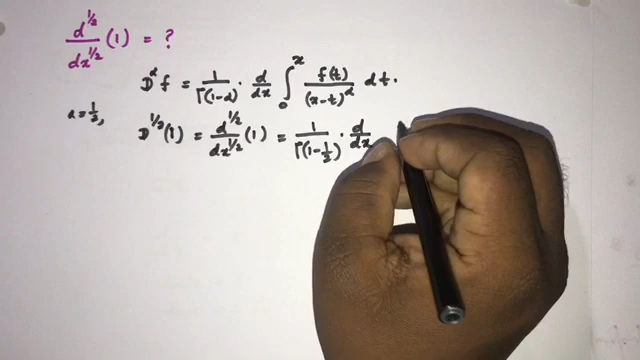 d^{1/2}/dx^{1/2} (1) = ?
D^α f = 1/Γ(1-α) · d/dx ∫_0^x f(t)/(x-t)^α dt.
α = 1/2,
D^{1/2}(1) = d^{1/2}/dx^{1/2} (1) = 1/Γ(1-1/2) · d/dx